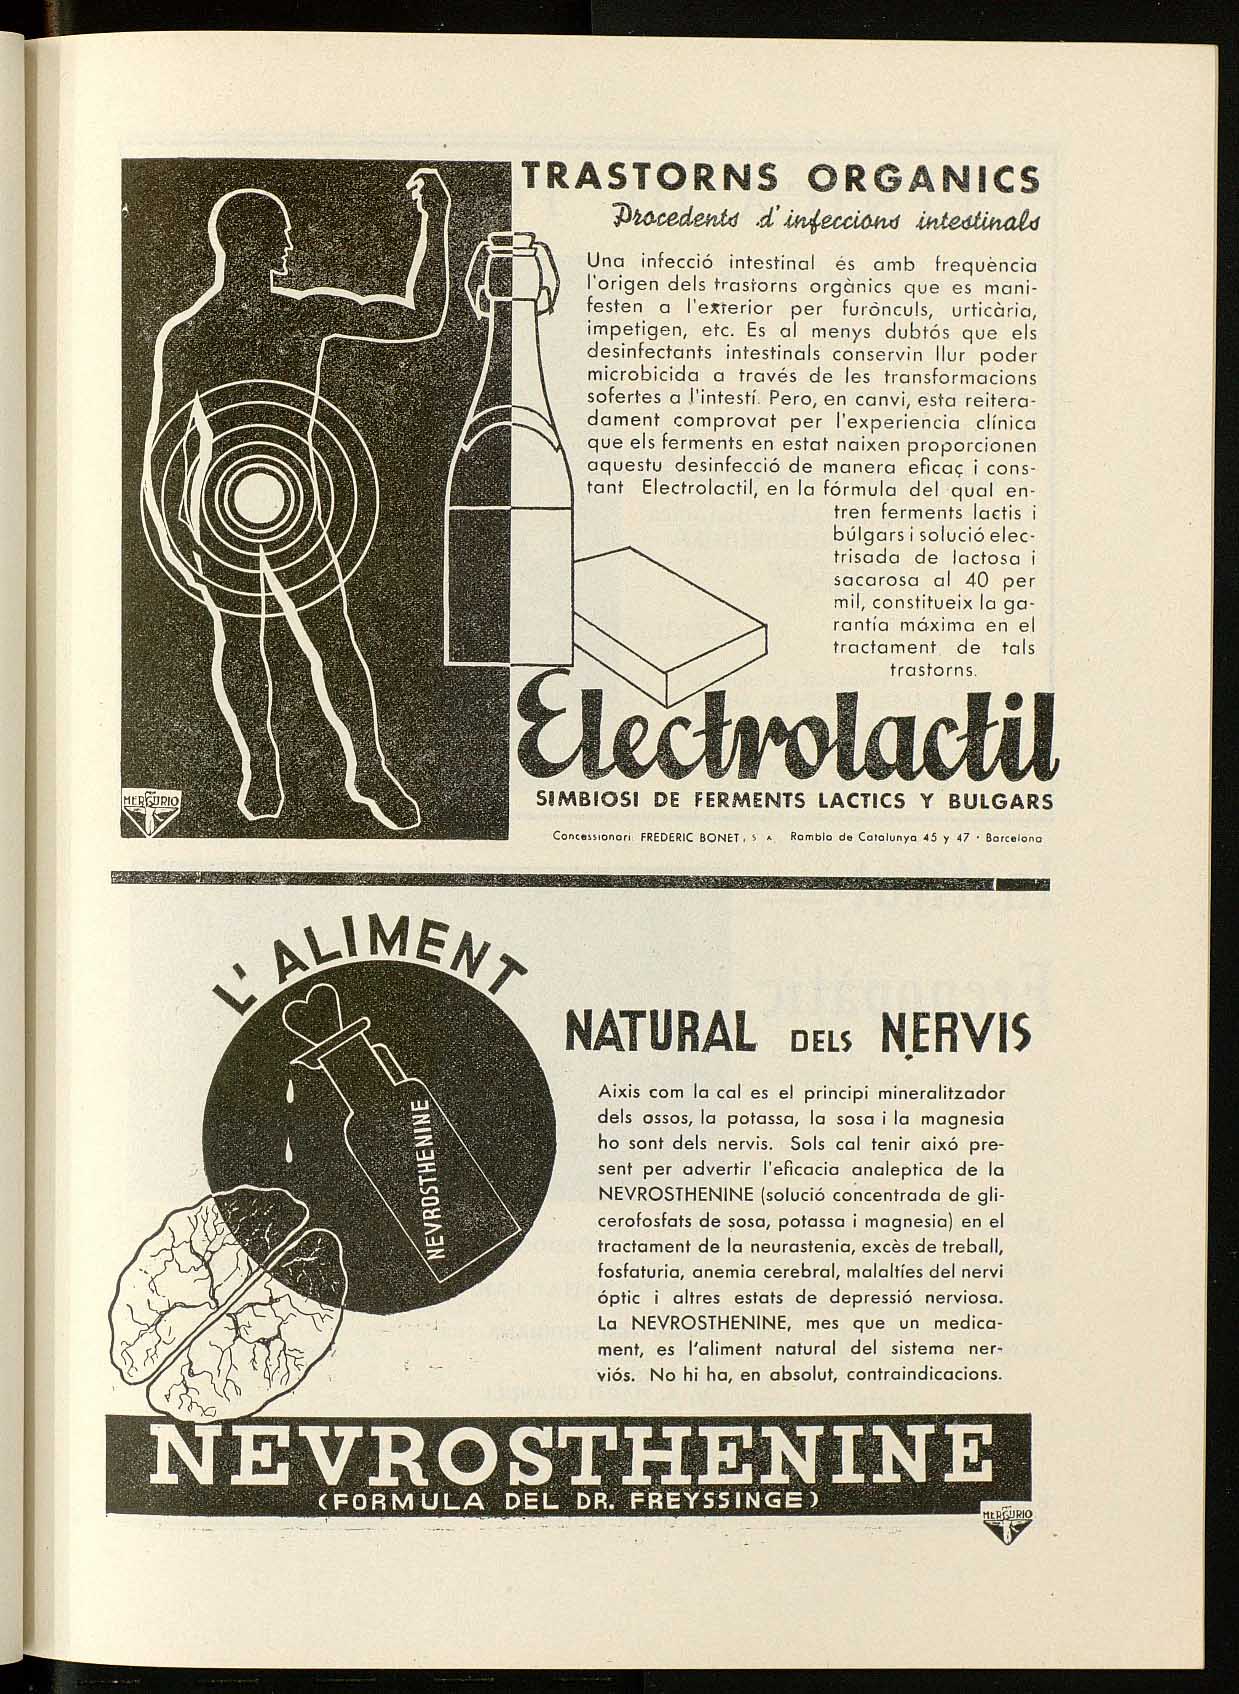 TRASTORNS ORGANICS
Procedents d'infeccions intestinals
Una infecció intestinal és amb frequència
l'origen dels trastorns orgànics que es mani-
festen a l'exterior per furònculs, urticària,
impetigen, etc. Es al menys dubtós que els
desinfectants intestinals conservin llur poder
microbicida a través de les transformacions
sofertes a l'intestí. Pero, en canvi, esta reitera-
dament comprovat per l'experiencia clínica
que els ferments en estat naixen proporcionen
aquestu desinfecció de manera eficaç i cons-
tant Electrolactil, en la fórmula del qual en-
tren ferments lactis i
búlgars i solució elec-
trisada de lactosa i
sacarosa al 40 per
mil, constitueix la ga-
rantía máxima en el
tractament de tals
trastorns.
Electrolactil
SIMBIOSI DE FERMENTS LACTICS Y BULGARS
MERCURIO
Concessionari FREDERIC BONET, S A. Rambla de Catalunya 45 y 47 · Barcelona
L'ALIMENT
NATURAL DELS NERVIS
NEVROSTHENINE
Aixis com la cal es el principi mineralitzador
dels ossos, la potassa, la sosa i la magnesia
ho sont dels nervis. Sols cal tenir aixó pre-
sent per advertir l'eficacia analeptica de la
NEVROSTHENINE (solució concentrada de gli-
cerofosfats de sosa, potassa i magnesia) en el
tractament de la neurastenia, excès de treball,
fosfaturia, anemia cerebral, malaltíes del nervi
óptic i altres estats de depressió nerviosa.
La NEVROSTHENINE, mes que un medica-
ment, es l'aliment natural del sistema ner-
viós. No hi ha, en absolut, contraindicacions.
NEVROSTHENINE
(FORMULA DEL DR. FREYSSINGE)
MERCURIO